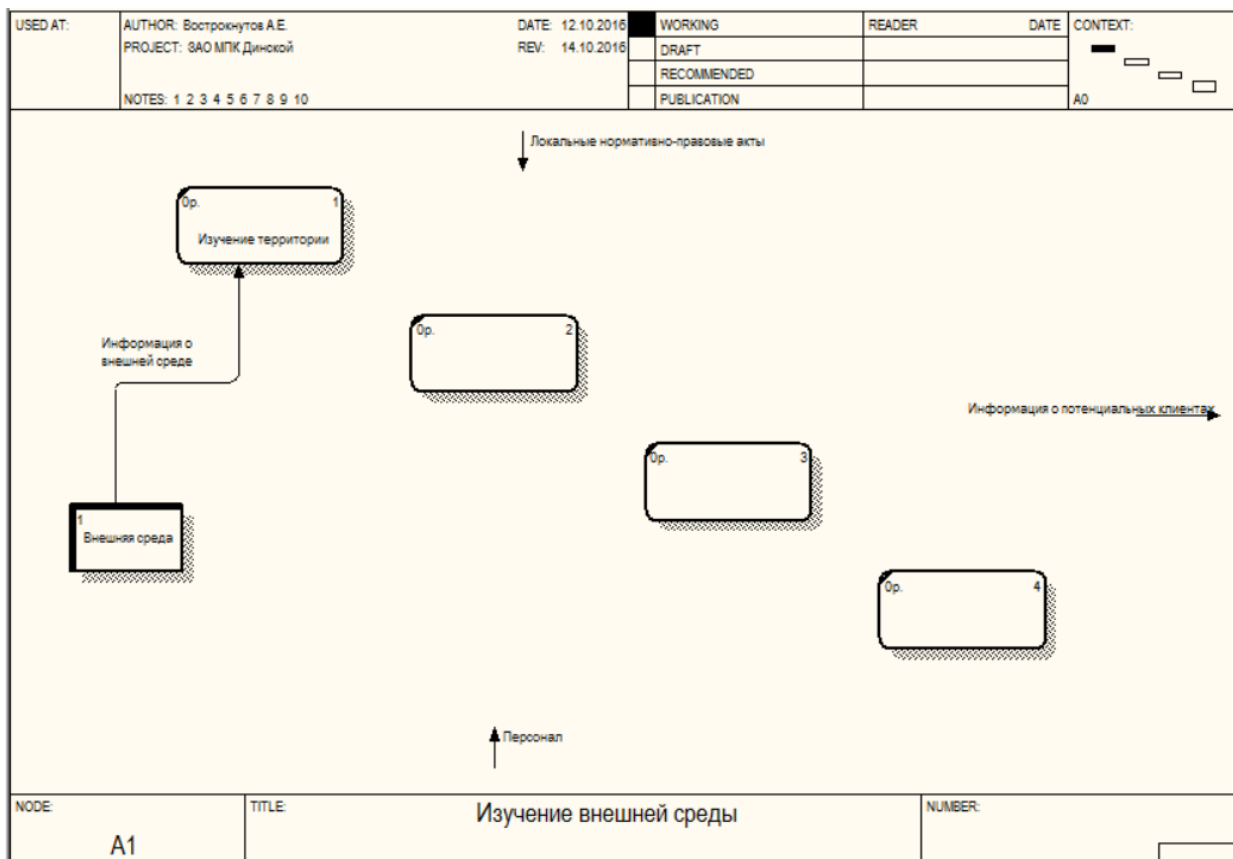 USED AT:
AUTHOR: Вострокнутов А.Е.
DATE: 12.10.2016
WORKING
READER
DATE
CONTEXT:
PROJECT: ЗАО МПК Динской
REV: 14.10.2016
DRAFT
RECOMMENDED
NOTES: 1 2 3 4 5 6 7 8 9 10
PUBLICATION
A0
Локальные нормативно-правовые акты
0р.
1
Изучение территории
0р.
2
Информация о
внешней среде
Информация о потенциальных клиентах
0р.
3
1
Внешняя среда
0р.
4
Персонал
NODE:
TITLE:
Изучение внешней среды
NUMBER:
A1